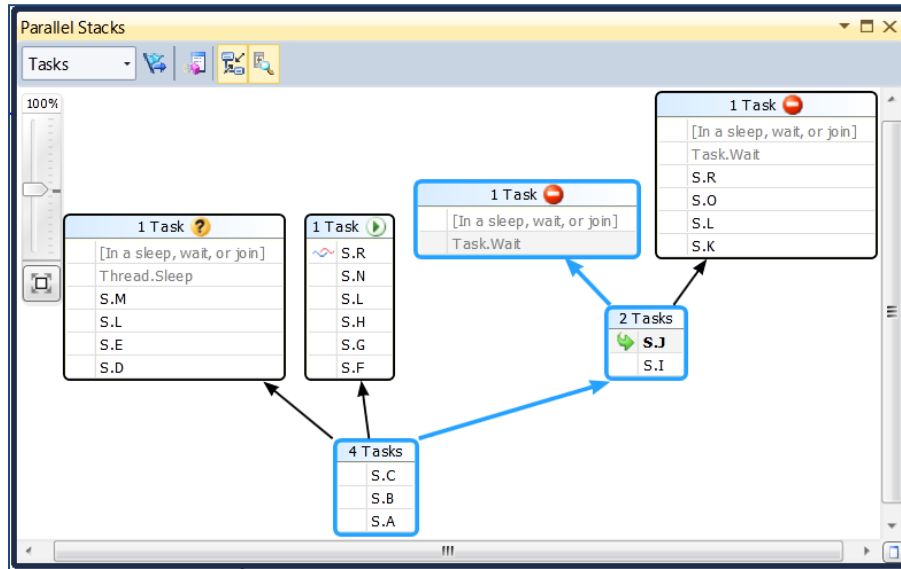 Parallel Stacks
Tasks
100%
1 Task
[In a sleep, wait, or join]
Thread.Sleep
S.M
S.L
S.E
S.D
1 Task
S.R
S.N
S.L
S.H
S.G
S.F
1 Task
[In a sleep, wait, or join]
Task.Wait
1 Task
[In a sleep, wait, or join]
Task.Wait
S.R
S.O
S.L
S.K
2 Tasks
S.J
S.I
4 Tasks
S.C
S.B
S.A